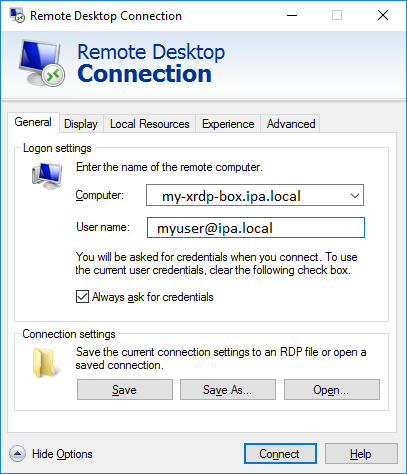 Remote Desktop Connection
Remote Desktop
Connection
General Display Local Resources Experience Advanced
Logon settings
Enter the name of the remote computer.
Computer: my-xrdp-box.ipa.local
User name: myuser@ipa.local
You will be asked for credentials when you connect. To use
the current user credentials, clear the following check box.
Always ask for credentials
Connection settings
Save the current connection settings to an RDP file or open a
saved connection.
Save Save As... Open...
Hide Options Connect Help